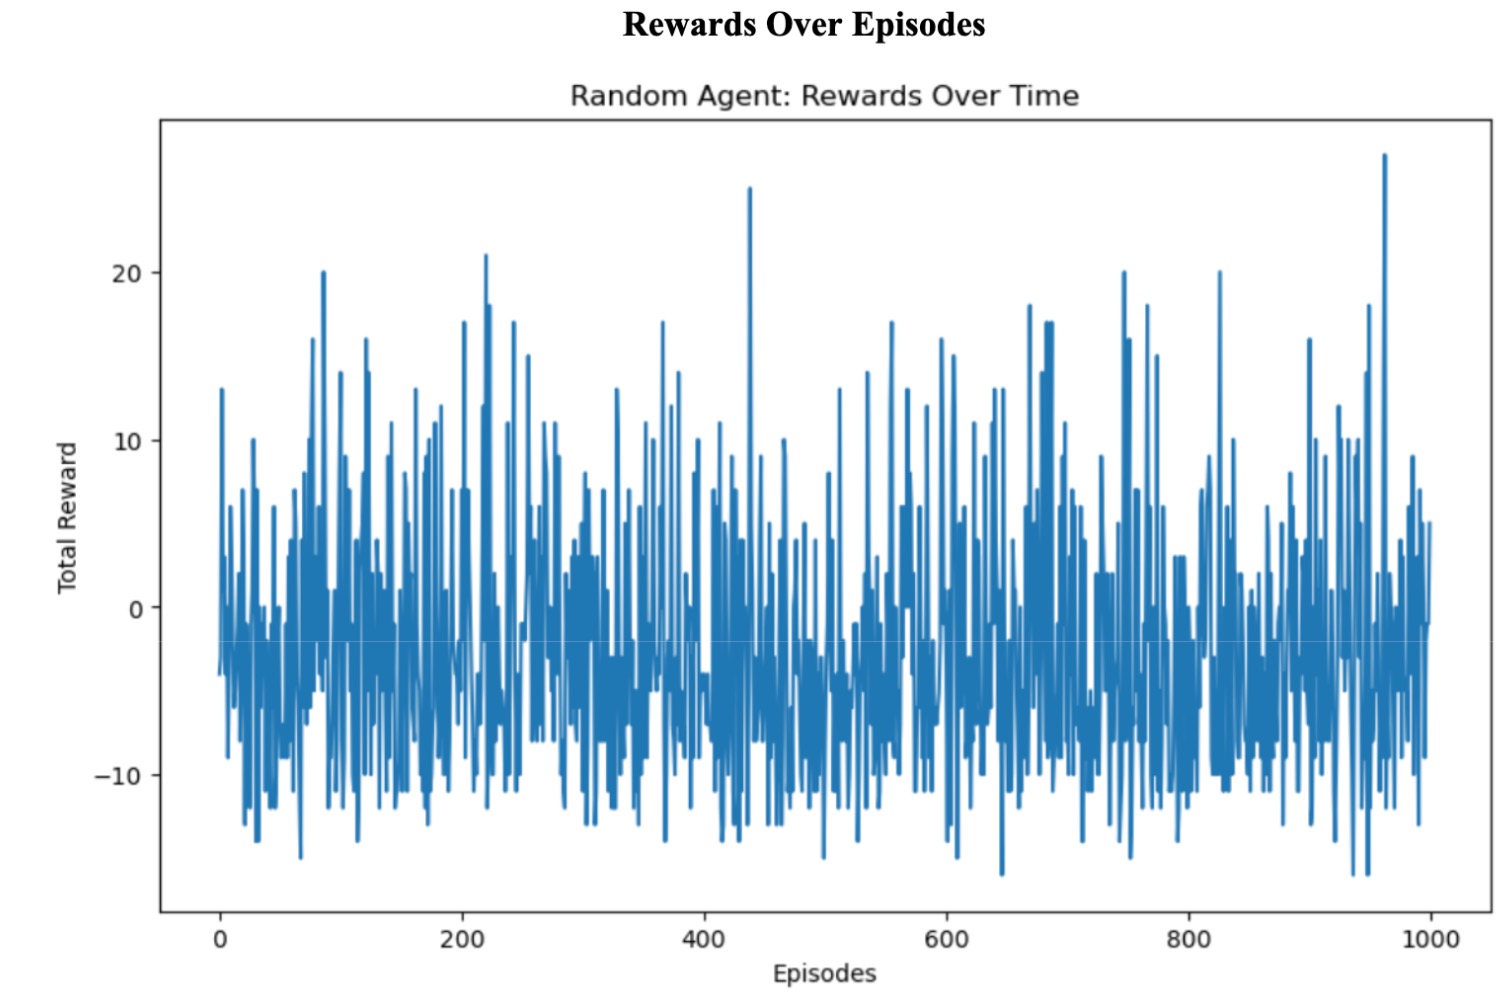 Rewards Over Episodes
Random Agent: Rewards Over Time
Total Reward
20
10
0
−10
0 200 400 600 800 1000
Episodes